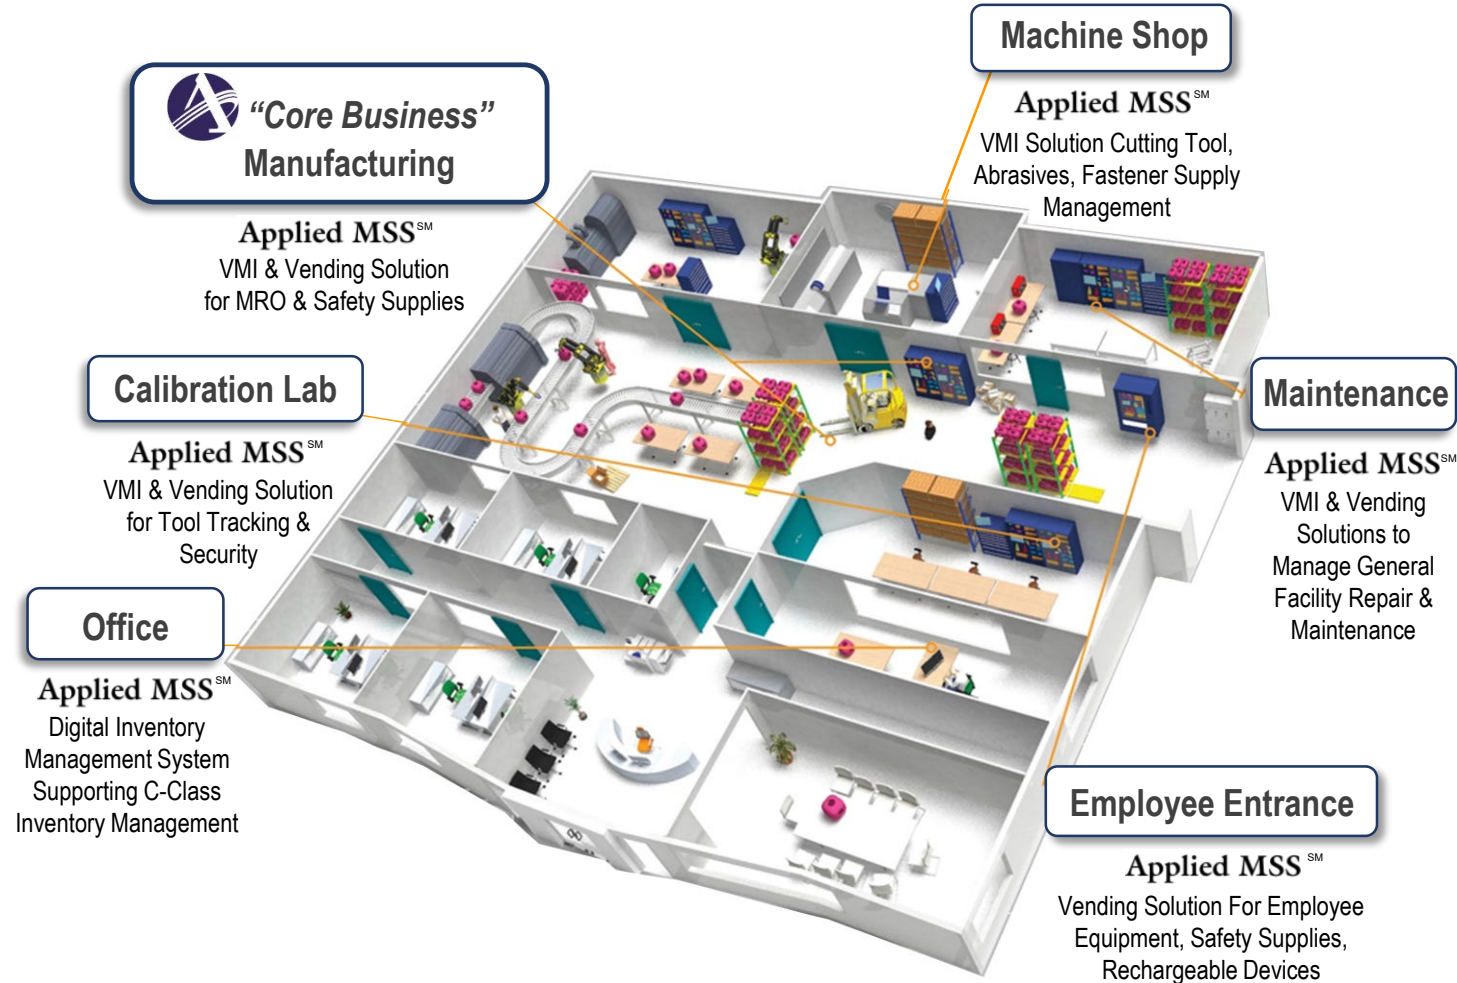 Machine Shop
Applied MSS℠
VMI Solution Cutting Tool,
Abrasives, Fastener Supply
Management
“Core Business”
Manufacturing
Applied MSS℠
VMI & Vending Solution
for MRO & Safety Supplies
Calibration Lab
Applied MSS℠
VMI & Vending Solution
for Tool Tracking &
Security
Maintenance
Applied MSS℠
VMI & Vending
Solutions to
Manage General
Facility Repair &
Maintenance
Office
Applied MSS℠
Digital Inventory
Management System
Supporting C-Class
Inventory Management
Employee Entrance
Applied MSS℠
Vending Solution For Employee
Equipment, Safety Supplies,
Rechargeable Devices